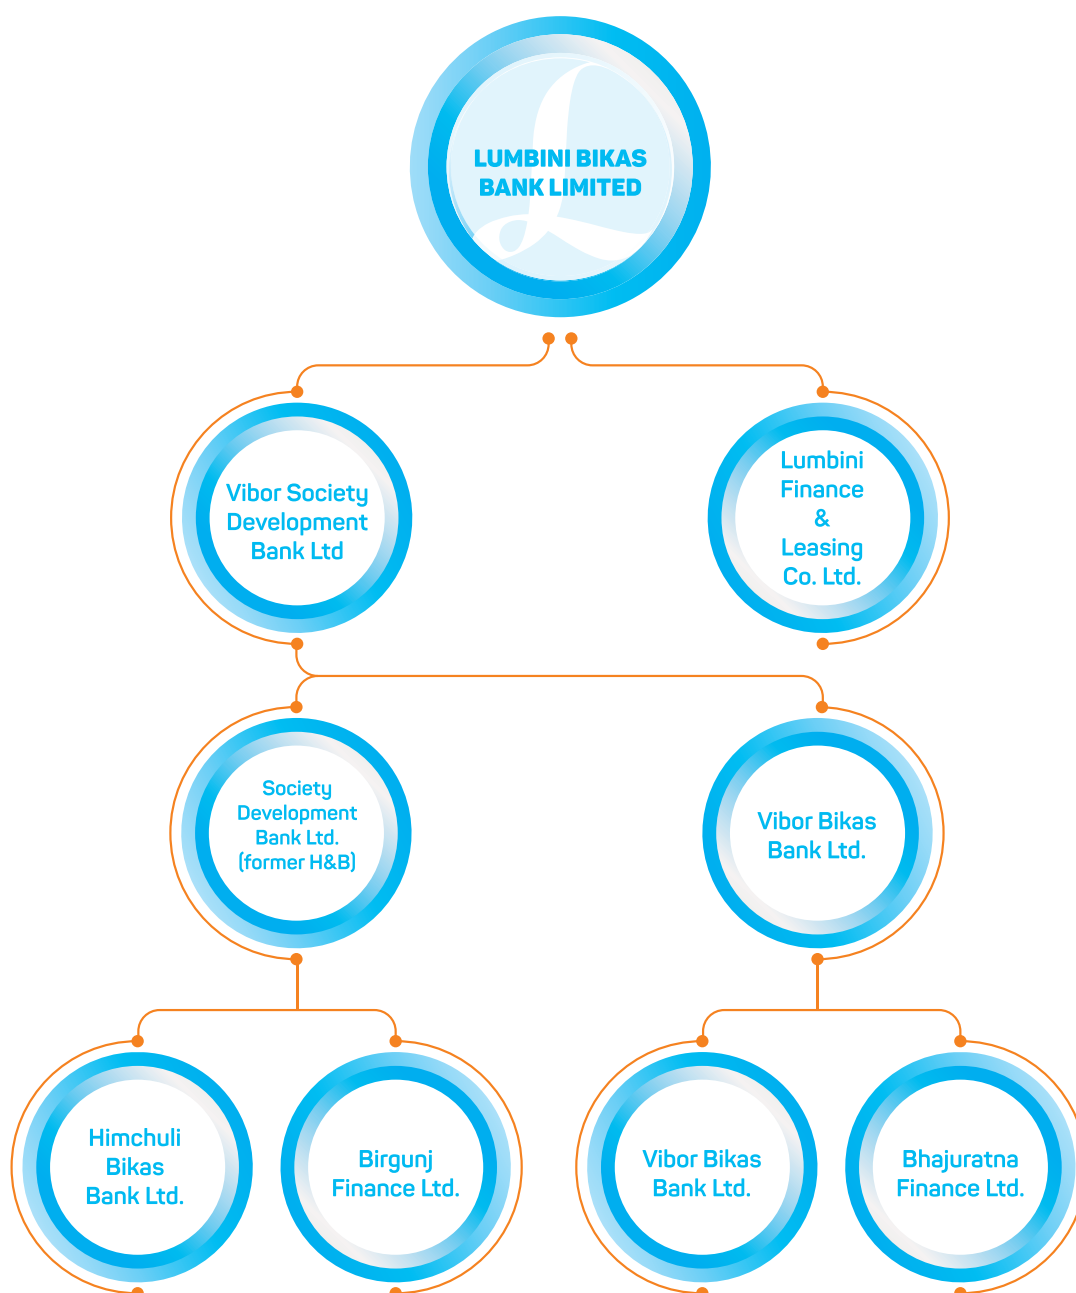 LUMBINI BIKAS
BANK LIMITED
Vibor Society
Development
Bank Ltd
Lumbini
Finance
&
Leasing
Co. Ltd.
Society
Development
Bank Ltd.
(former H&B)
Vibor Bikas
Bank Ltd.
Himchuli
Bikas
Bank Ltd.
Birgunj
Finance Ltd.
Vibor Bikas
Bank Ltd.
Bhajuratna
Finance Ltd.